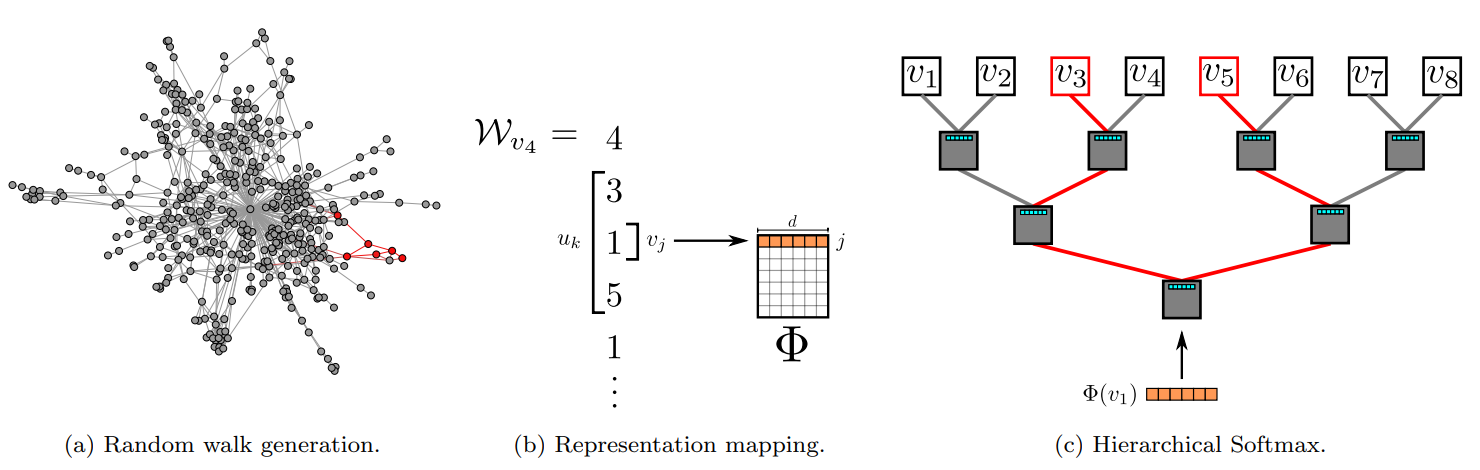 𝒲v₄ = 4
3
uₖ 1 vⱼ
5
1
⋮
d
j
Φ
v₁ v₂ v₃ v₄ v₅ v₆ v₇ v₈
Φ(v₁)
(a) Random walk generation.
(b) Representation mapping.
(c) Hierarchical Softmax.